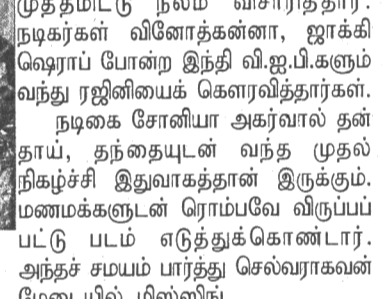 முத்தமிட்டு நலம் விசாரித்தார்.
நடிகர்கள் வினோத்கன்னா, ஜாக்கி
ஷெராப் போன்ற இந்தி வி.ஐ.பி.களும்
வந்து ரஜினியைக் கௌரவித்தார்கள்.
நடிகை சோனியா அகர்வால் தன்
தாய், தந்தையுடன் வந்த முதல்
நிகழ்ச்சி இதுவாகத்தான் இருக்கும்.
மணமக்களுடன் ரொம்பவே விருப்பப்
பட்டு படம் எடுத்துக்கொண்டார்.
அந்தச் சமயம் பார்த்து செல்வராகவன்
மேடையில் மிஸ்ஸிங்